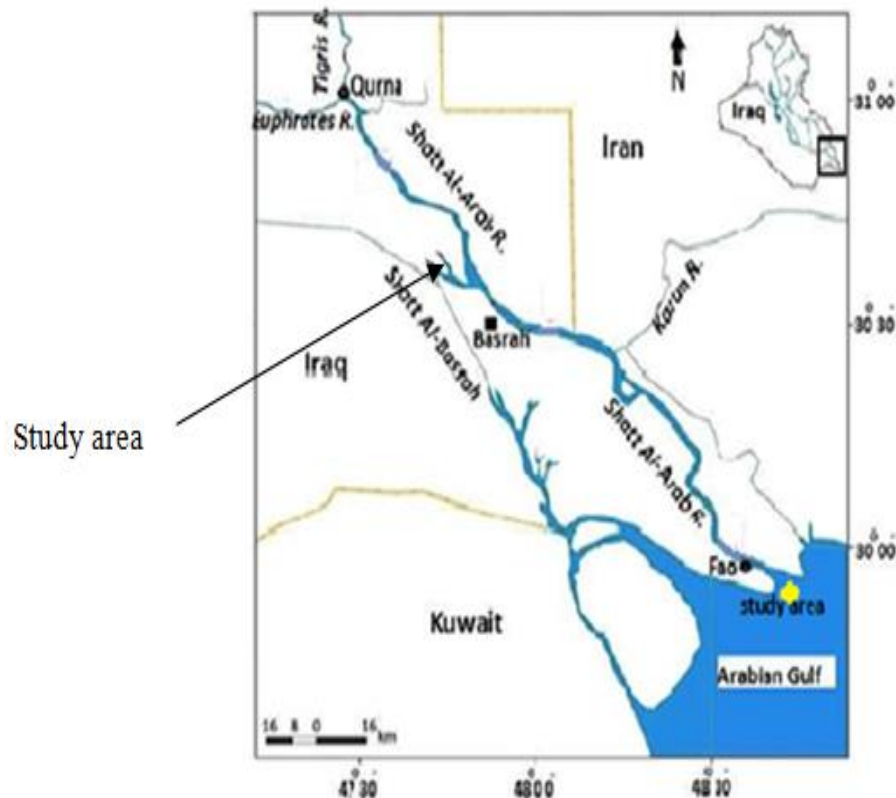 Tigris R.
Qurna
Euphrates R.
N
Iraq
31 00
Iran
Shatt Al-Arab R.
Karun R.
Shatt Al-Basrah
Basrah
30 30
Iraq
Study area
Shatt Al-Arab R.
30 00
Fao
study area
Kuwait
Arabian Gulf
16 8 0 16
km
47 30
48 00
48 30